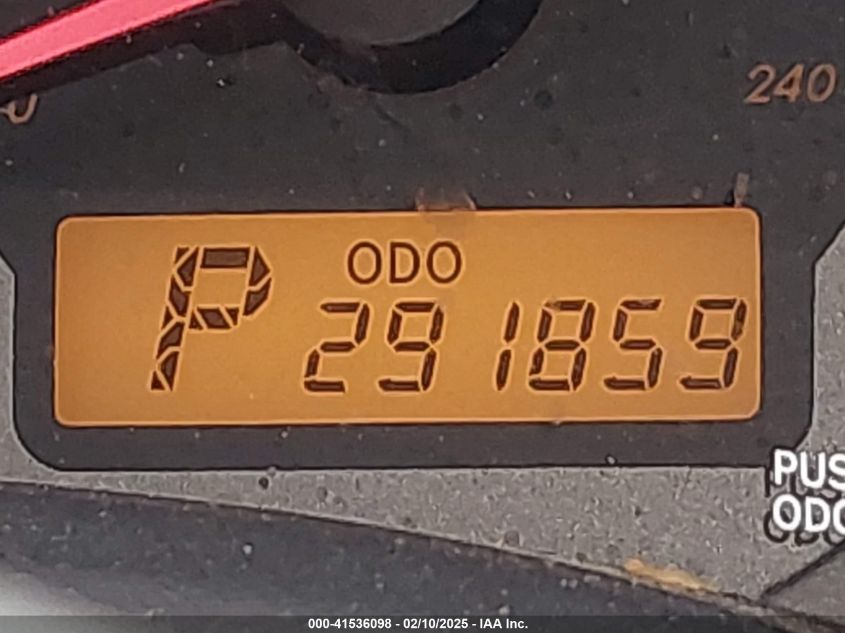 240
P
ODO
291859
PUS
ODO
000-41536098 - 02/10/2025 - IAA Inc.